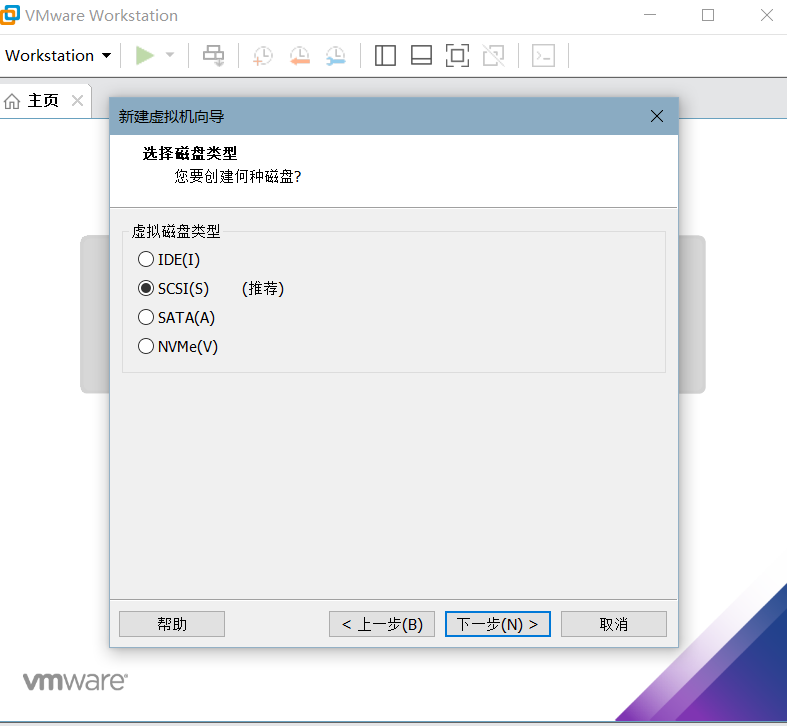 VMware Workstation
Workstation
主页
新建虚拟机向导
选择磁盘类型
您要创建何种磁盘?
虚拟磁盘类型
IDE(I)
SCSI(S) (推荐)
SATA(A)
NVMe(V)
帮助
< 上一步(B)
下一步(N) >
取消
vmware